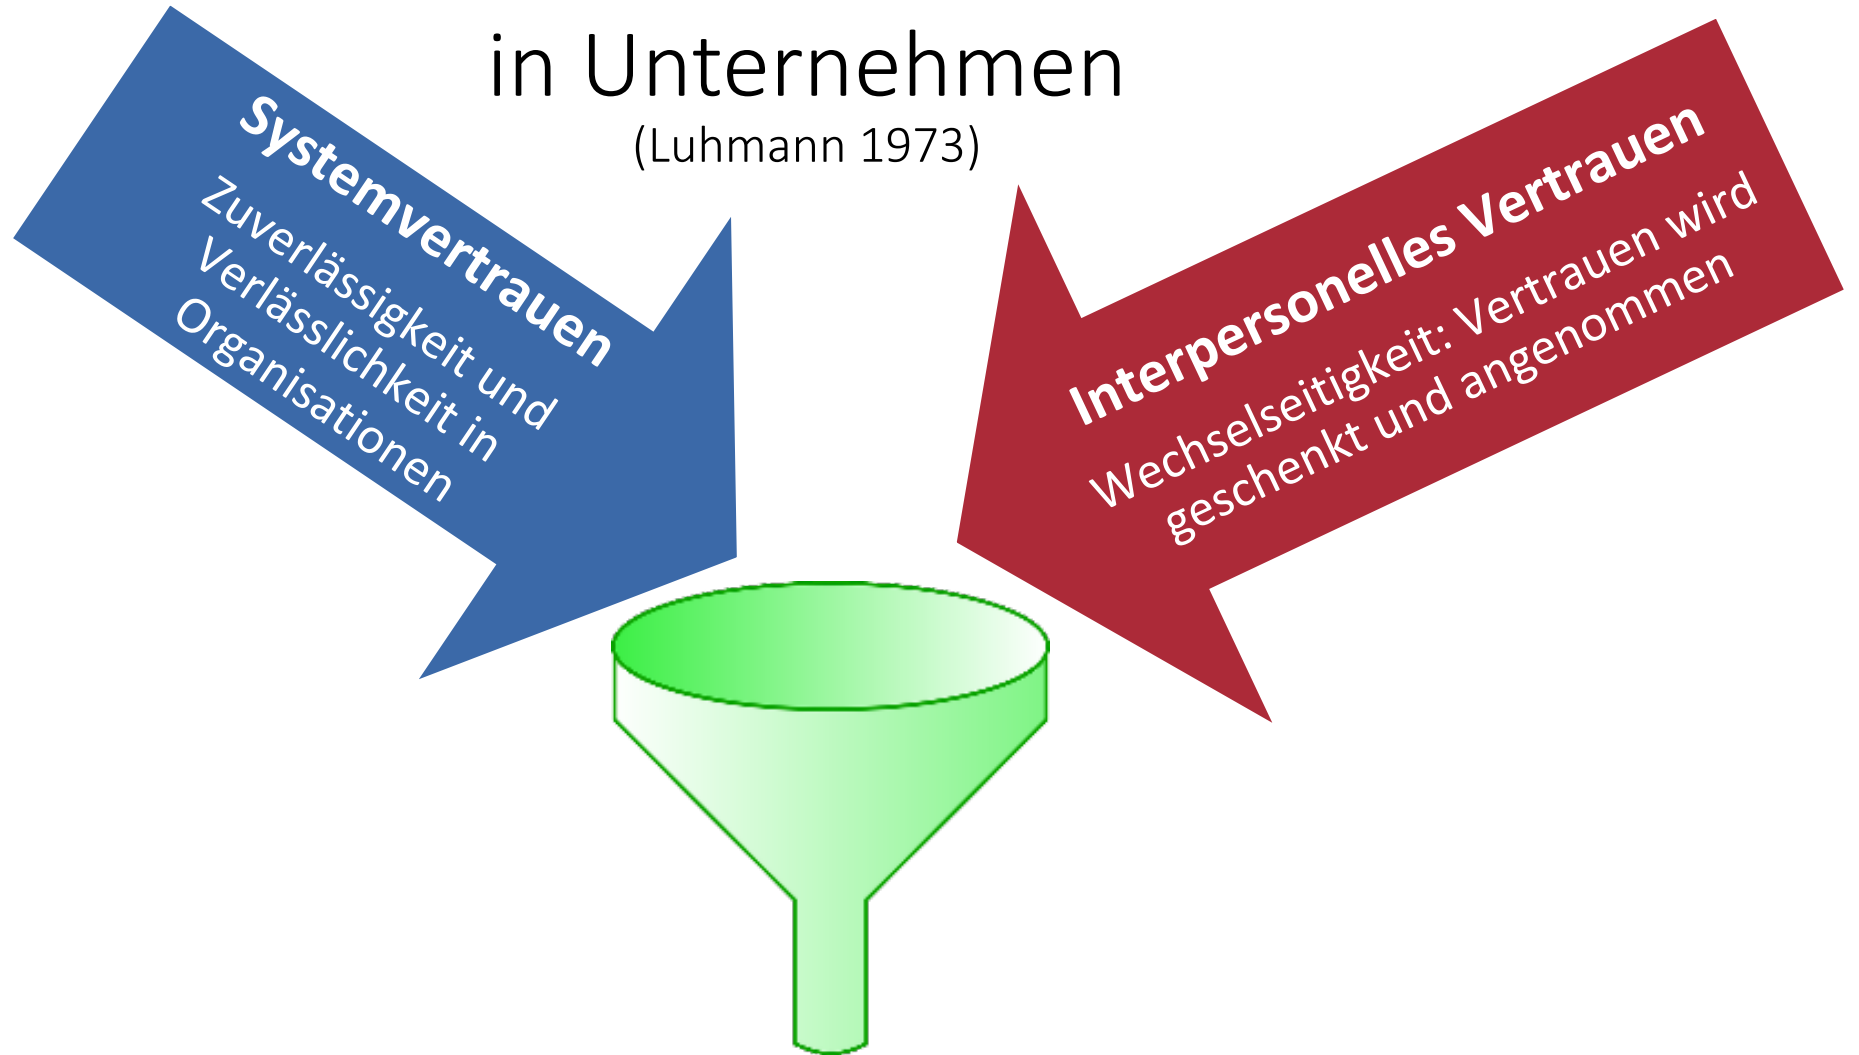 in Unternehmen
(Luhmann 1973)
Systemvertrauen
Zuverlässigkeit und
Verlässlichkeit in
Organisationen
Interpersonelles Vertrauen
Wechselseitigkeit: Vertrauen wird
geschenkt und angenommen